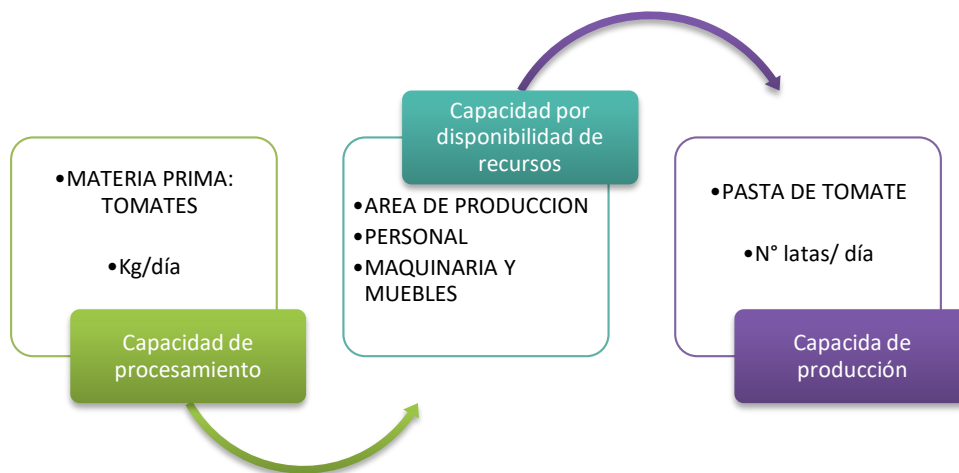 •MATERIA PRIMA:
TOMATES
•Kg/día
Capacidad de
procesamiento
Capacidad por
disponibilidad de
recursos
•AREA DE PRODUCCION
•PERSONAL
•MAQUINARIA Y
MUEBLES
•PASTA DE TOMATE
•N° latas/ día
Capacida de
producción